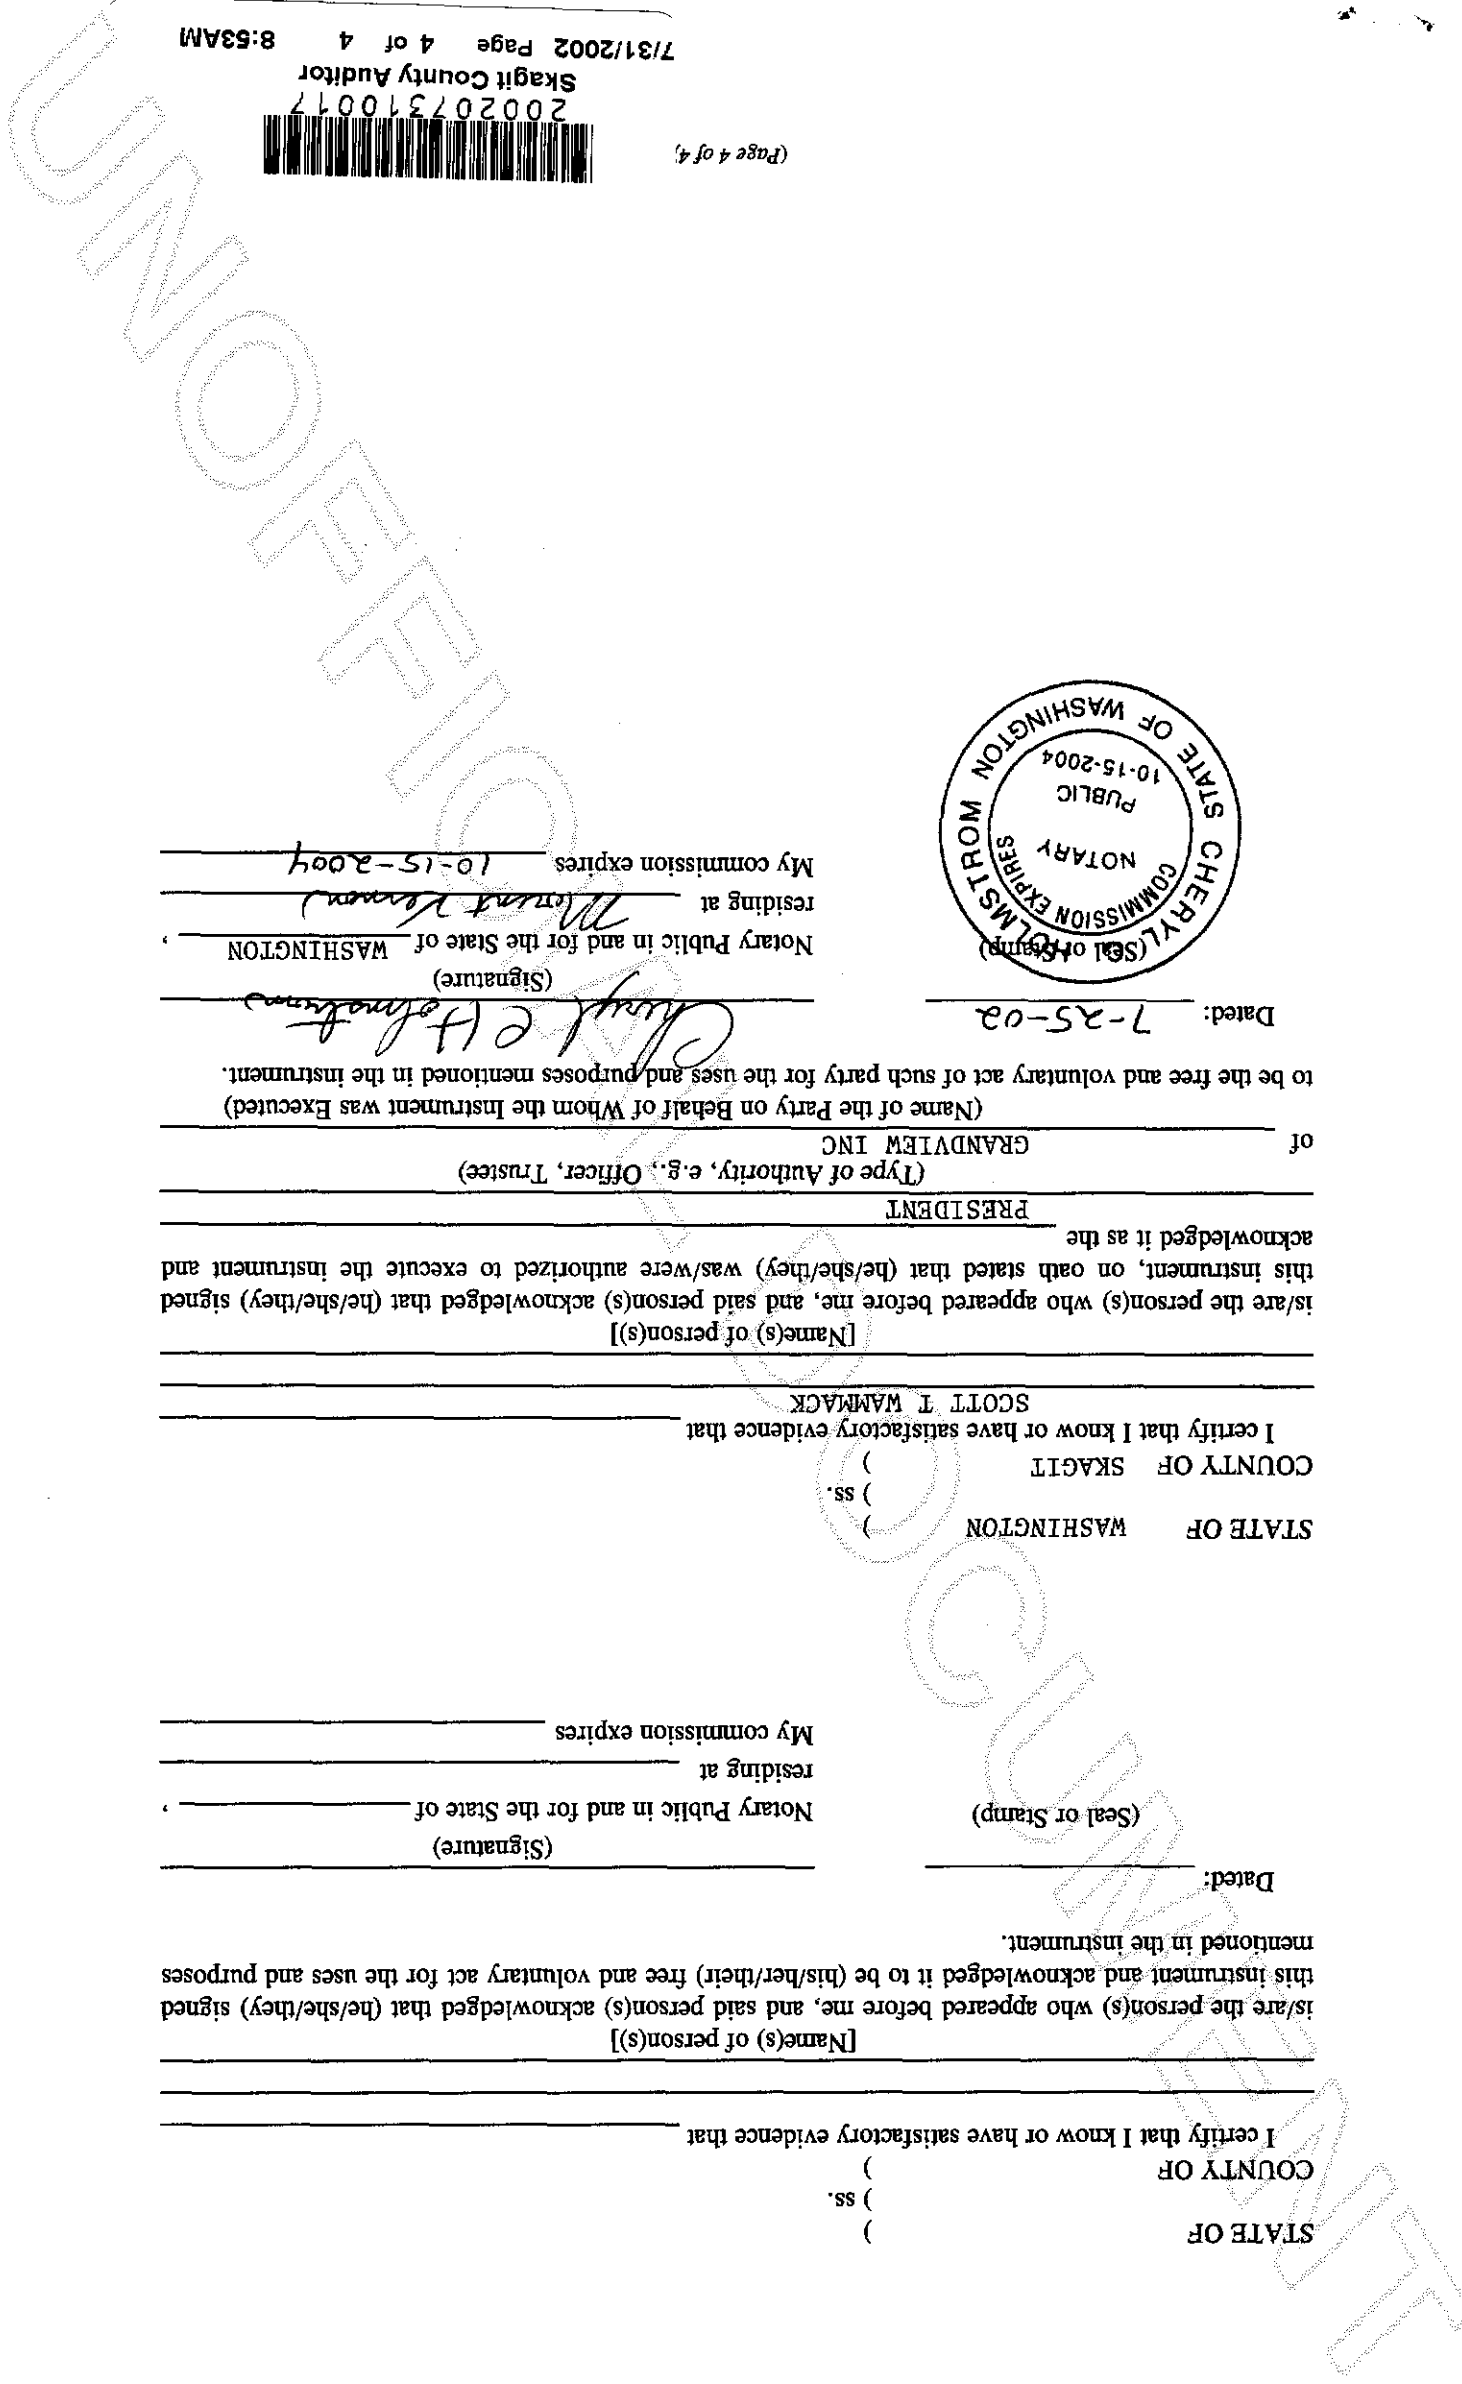 STATE OF )
) ss.
COUNTY OF )
I certify that I know or have satisfactory evidence that
[Name(s) of person(s)]
is/are the person(s) who appeared before me, and said person(s) acknowledged that (he/she/they) signed
this instrument and acknowledged it to be (his/her/their) free and voluntary act for the uses and purposes
mentioned in the instrument.
Dated:
(Signature)
(Seal or Stamp) Notary Public in and for the State of ,
residing at
My commission expires
STATE OF WASHINGTON )
) ss.
COUNTY OF SKAGIT )
I certify that I know or have satisfactory evidence that
SCOTT T WAMMACK
[Name(s) of person(s)]
is/are the person(s) who appeared before me, and said person(s) acknowledged that (he/she/they) signed
this instrument, on oath stated that (he/she/they) was/were authorized to execute the instrument and
acknowledged it as the
PRESIDENT
(Type of Authority, e.g., Officer, Trustee)
of GRANDVIEW INC
(Name of the Party on Behalf of Whom the Instrument was Executed)
to be the free and voluntary act of such party for the uses and purposes mentioned in the instrument.
Dated: 7-25-02 Cheryl C Holmstrom
(Signature)
(Seal or Stamp) Notary Public in and for the State of WASHINGTON ,
residing at Mount Vernon
My commission expires 10-15-2004
CHERYL C HOLMSTROM
COMMISSION EXPIRES
NOTARY
PUBLIC
10-15-2004
STATE OF WASHINGTON
(Page 4 of 4)
200207310017
Skagit County Auditor
7/31/2002 Page 4 of 4 8:53AM
UNOFFICIAL DOCUMENT